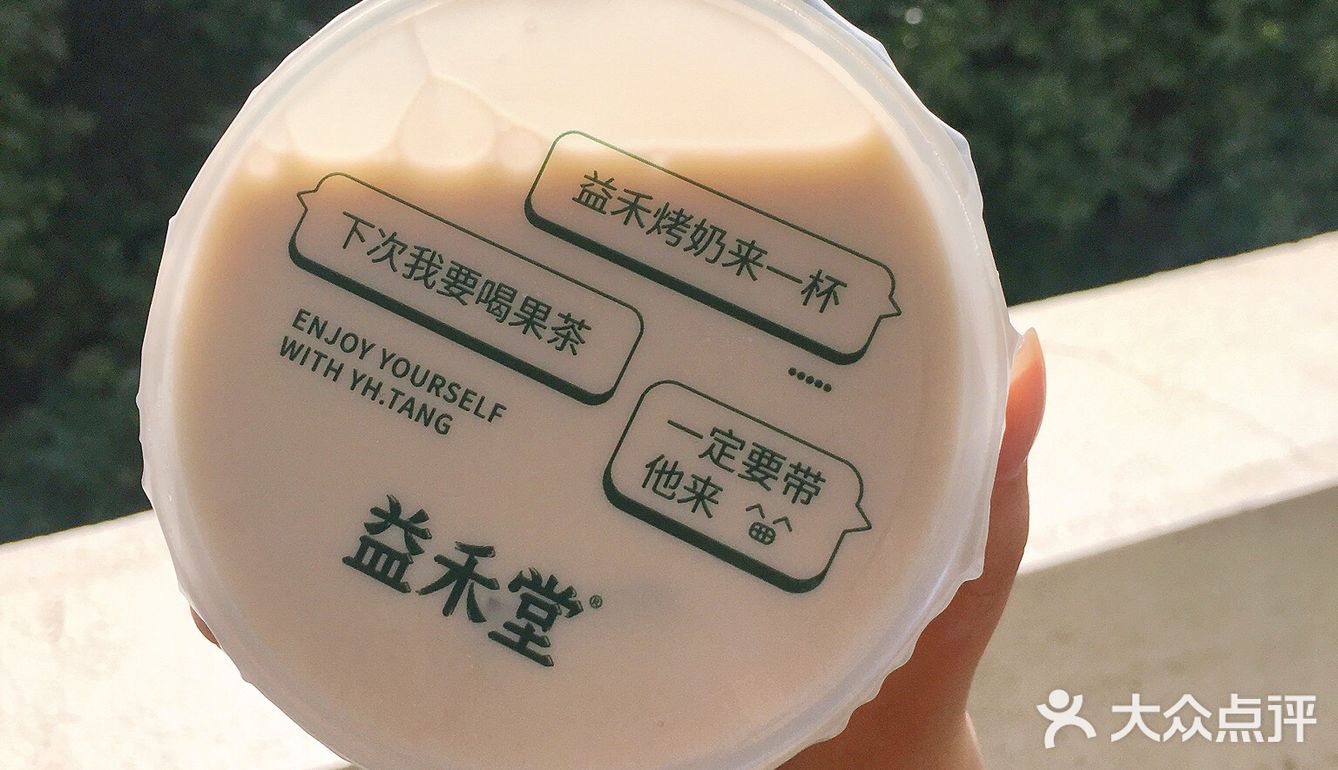 益禾烤奶来一杯
下次我要喝果茶
ENJOY YOURSELF
WITH YH.TANG
•••••
一定要带
他来
益禾堂®
大众点评